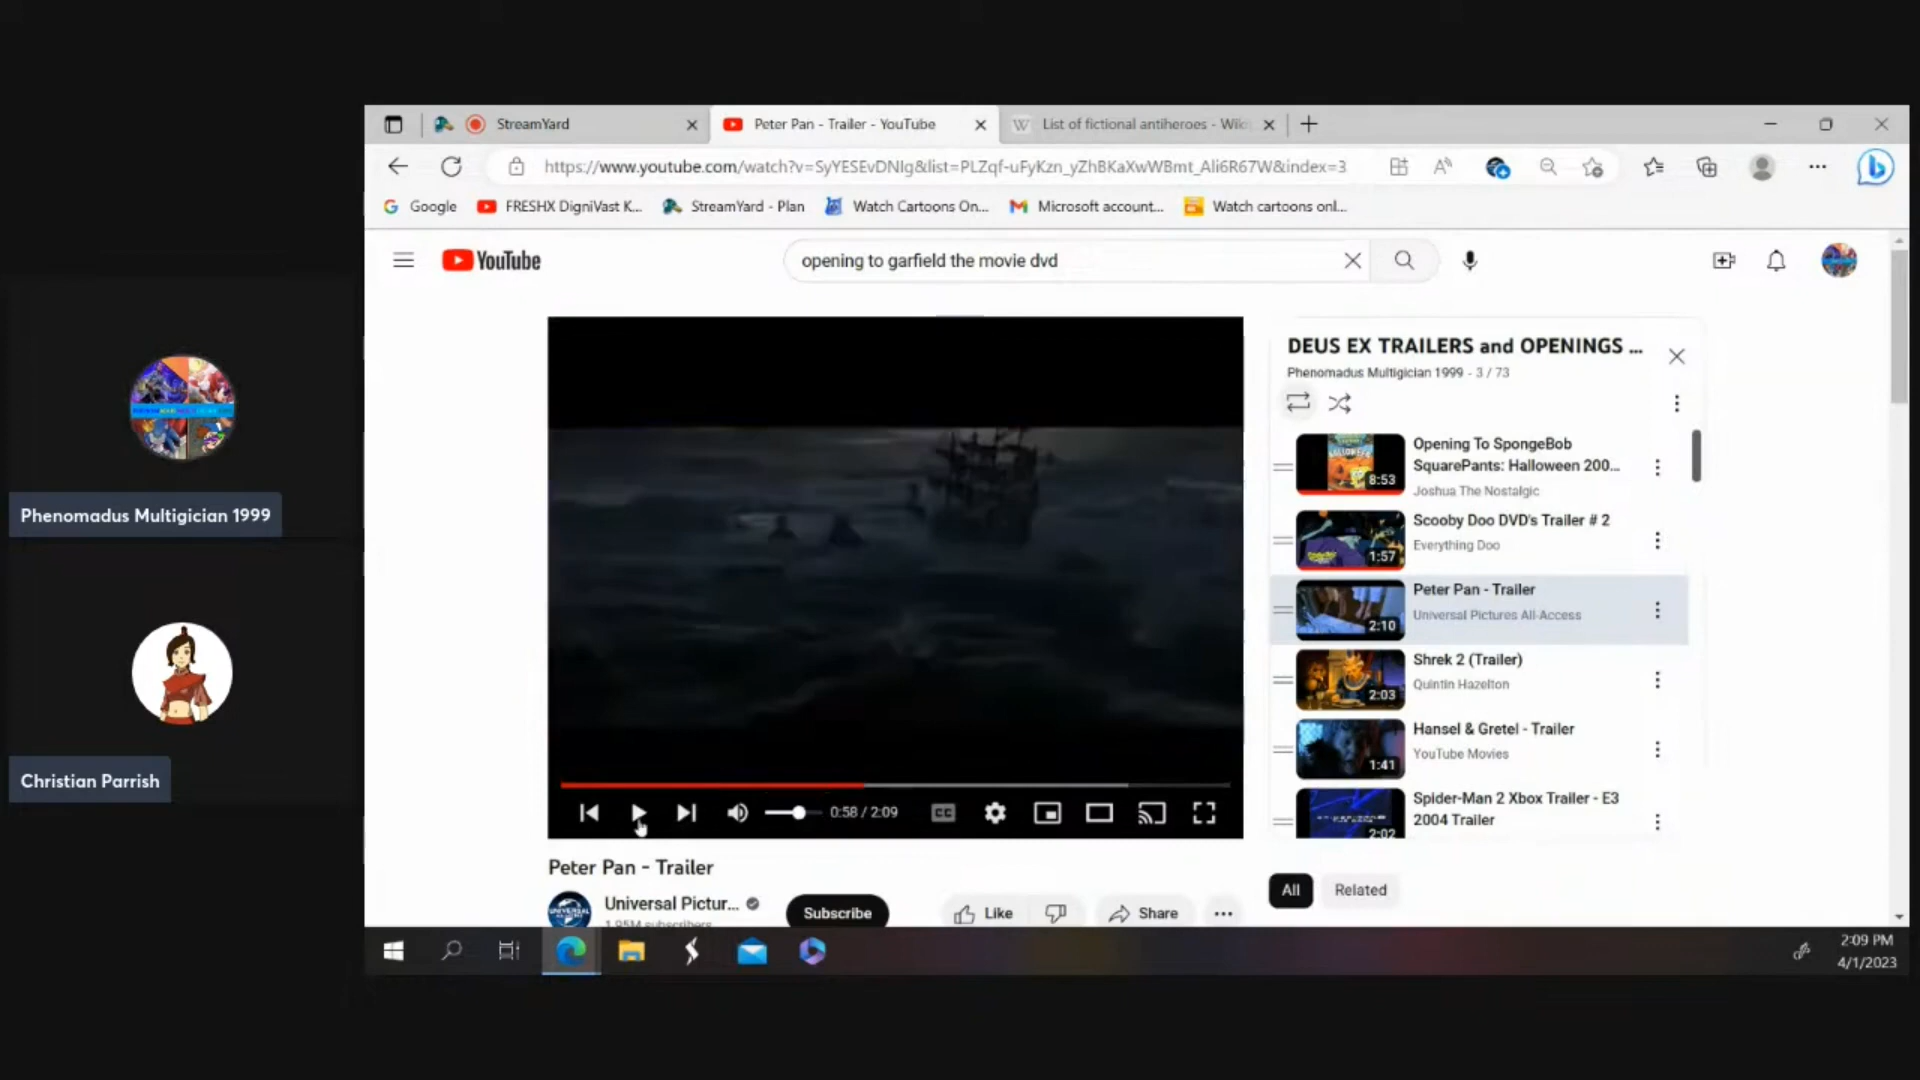 StreamYard
Peter Pan - Trailer - YouTube
List of fictional antiheroes - Wiki
https://www.youtube.com/watch?v=SyYESEvDNIg&list=PLZqf-uFyKzn_yZhBKaXwWBmt_Ali6R67W&index=3
Google
FRESHX DigniVast K...
StreamYard - Plan
Watch Cartoons On...
Microsoft account...
Watch cartoons onl...
YouTube
opening to garfield the movie dvd
DEUS EX TRAILERS and OPENINGS ...
Phenomadus Multigician 1999 - 3 / 73
Opening To SpongeBob
SquarePants: Halloween 200...
Joshua The Nostalgic
8:53
Scooby Doo DVD's Trailer # 2
Everything Doo
1:57
Peter Pan - Trailer
Universal Pictures All-Access
2:10
Shrek 2 (Trailer)
Quintin Hazelton
2:03
Hansel & Gretel - Trailer
YouTube Movies
1:41
Spider-Man 2 Xbox Trailer - E3
2004 Trailer
2:02
Phenomadus Multigician 1999
Christian Parrish
0:58 / 2:09
CC
Peter Pan - Trailer
Universal Pictur...
1.95M subscribers
Subscribe
Like
Share
All
Related
2:09 PM
4/1/2023